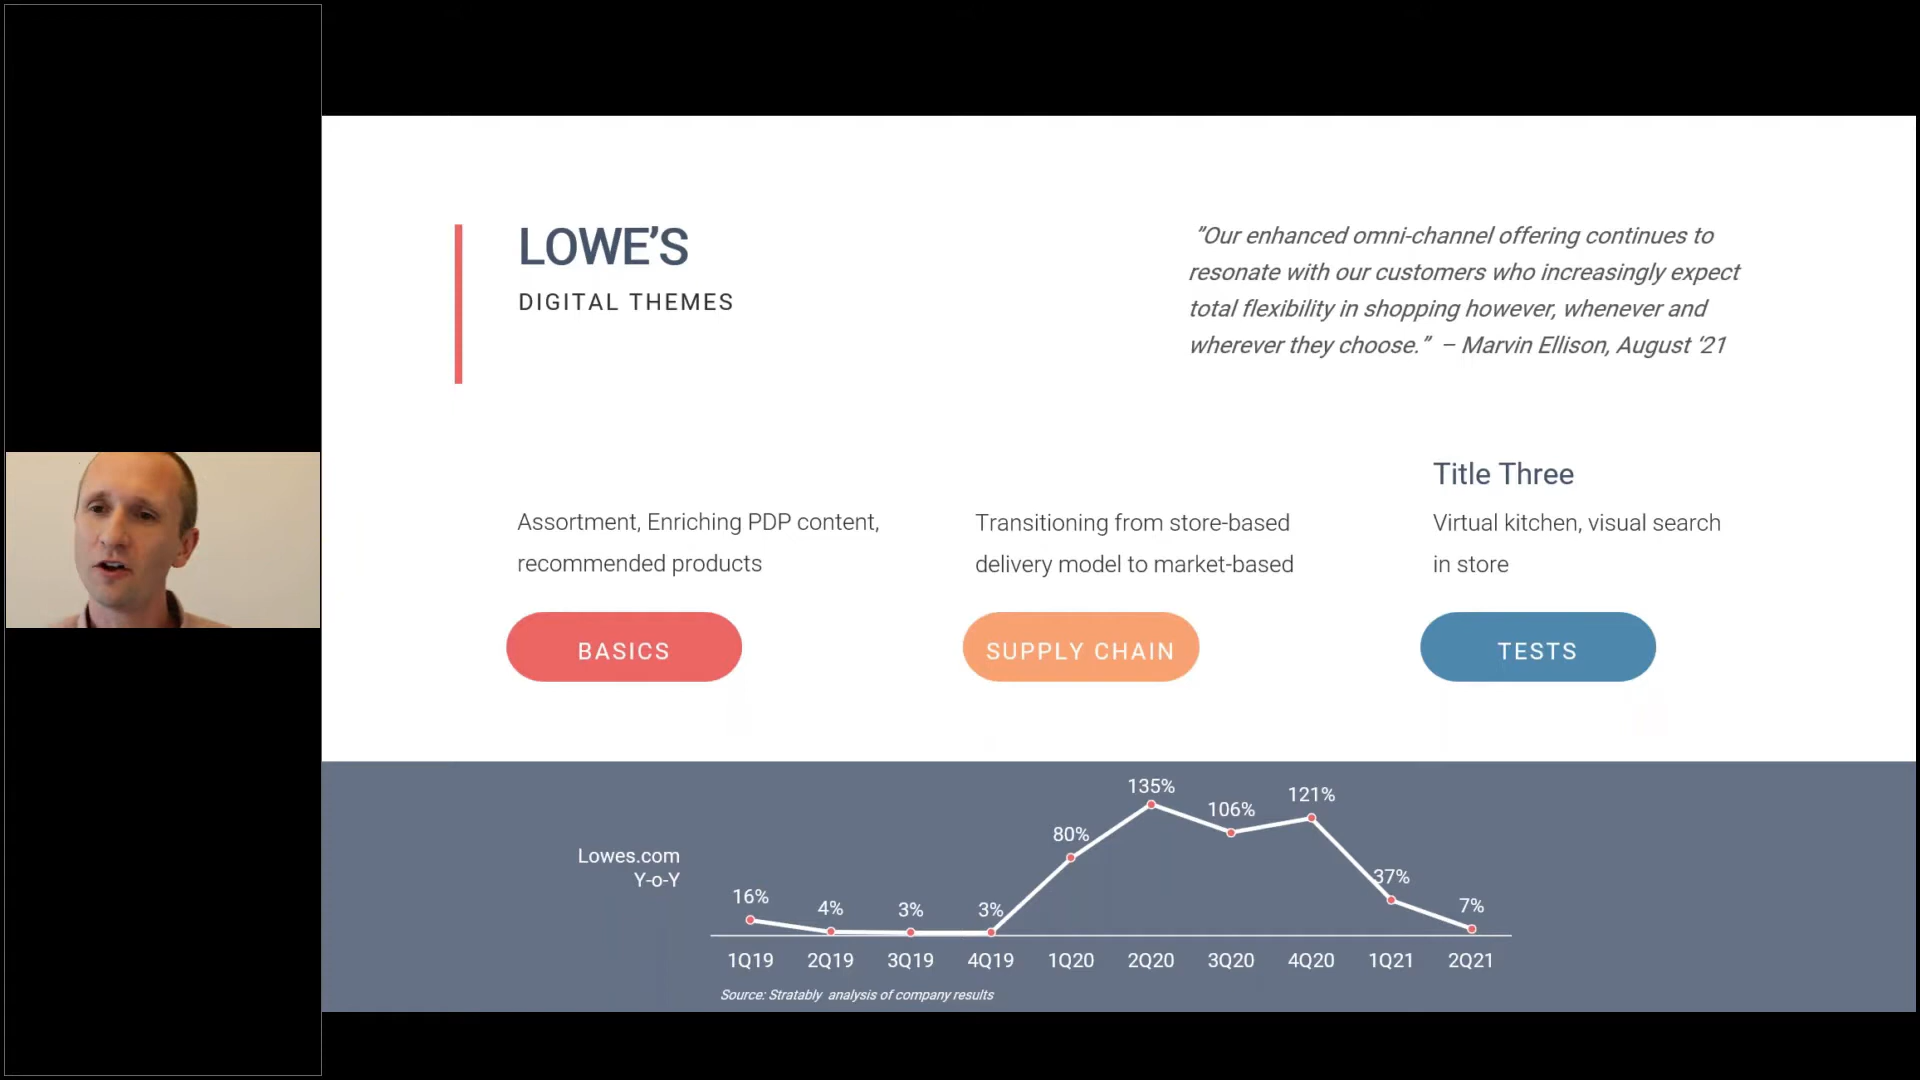 LOWE’S
DIGITAL THEMES
”Our enhanced omni-channel offering continues to
resonate with our customers who increasingly expect
total flexibility in shopping however, whenever and
wherever they choose.” – Marvin Ellison, August ‘21
Assortment, Enriching PDP content,
recommended products
BASICS
Transitioning from store-based
delivery model to market-based
SUPPLY CHAIN
Title Three
Virtual kitchen, visual search
in store
TESTS
Lowes.com
Y-o-Y
16% 4% 3% 3% 80% 135% 106% 121% 37% 7%
1Q19 2Q19 3Q19 4Q19 1Q20 2Q20 3Q20 4Q20 1Q21 2Q21
Source: Stratably analysis of company results